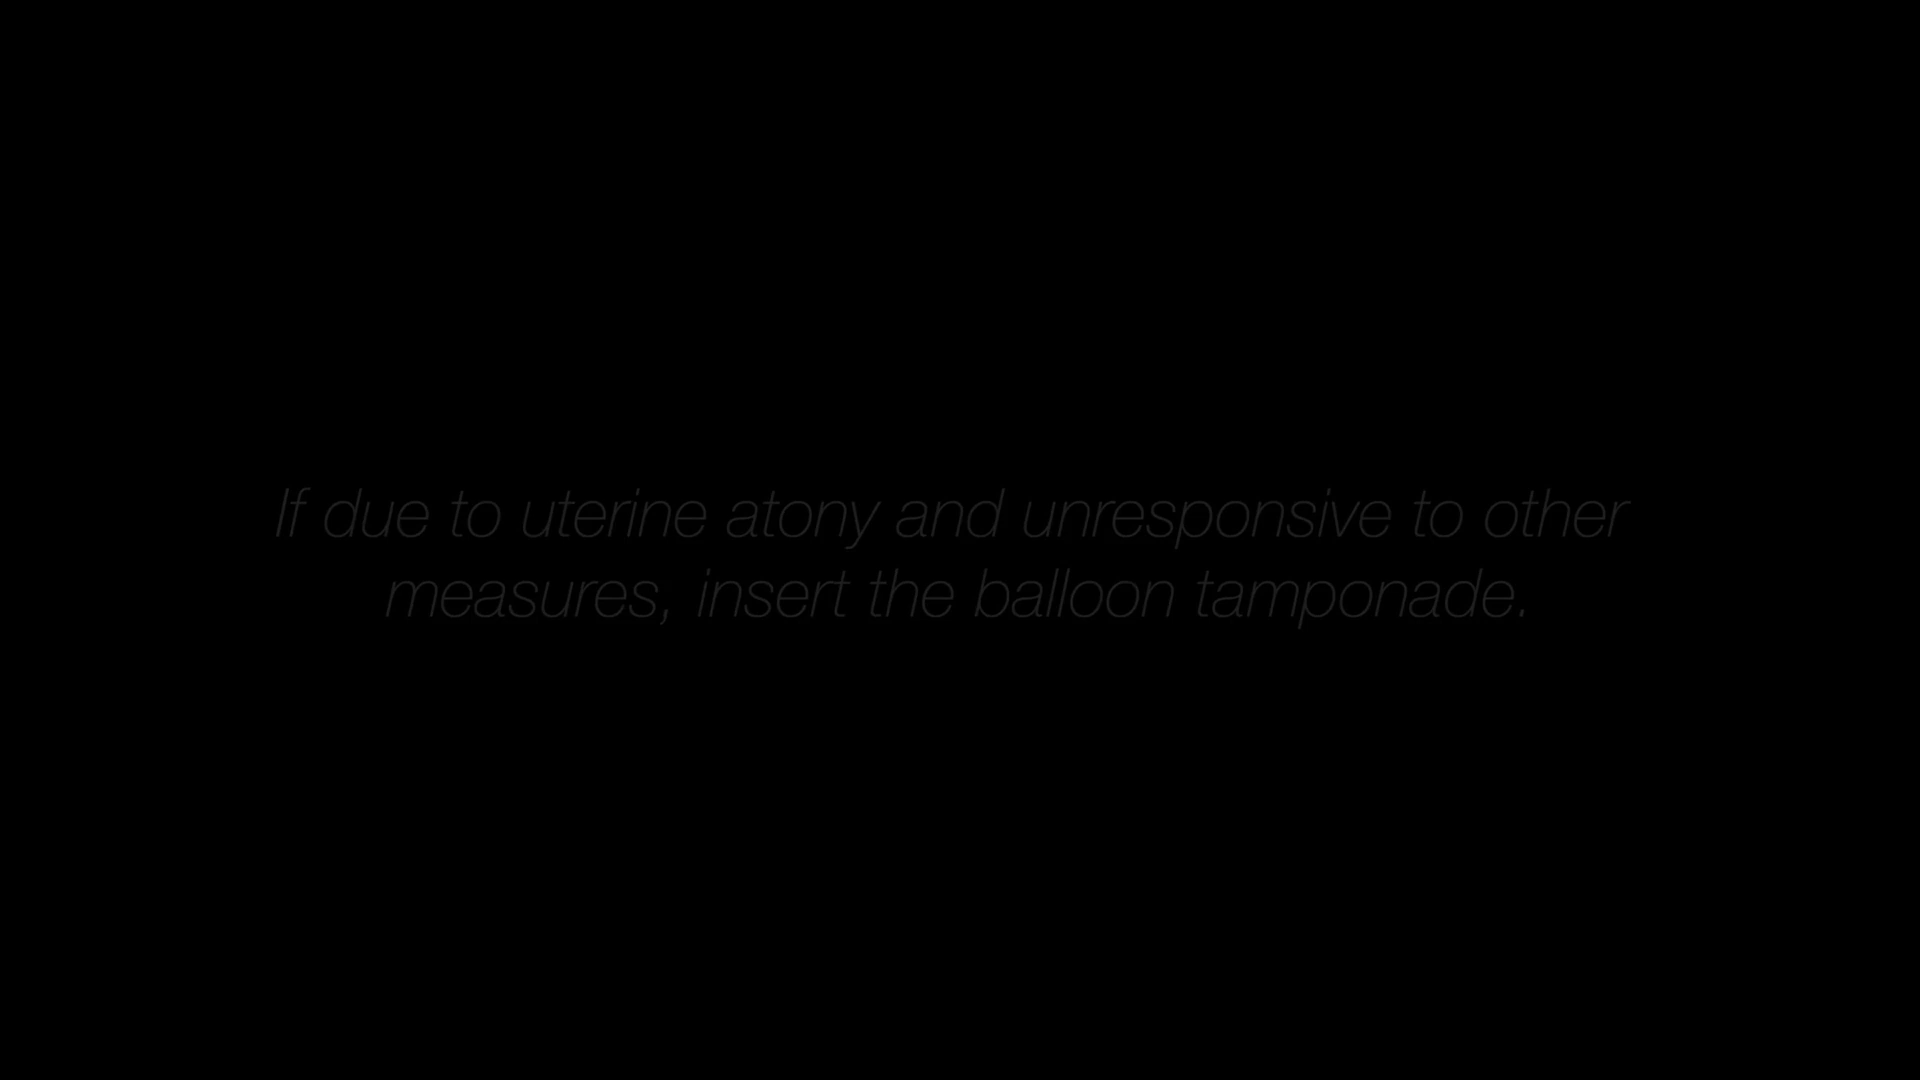 If due to uterine atony and unresponsive to other
measures, insert the balloon tamponade.